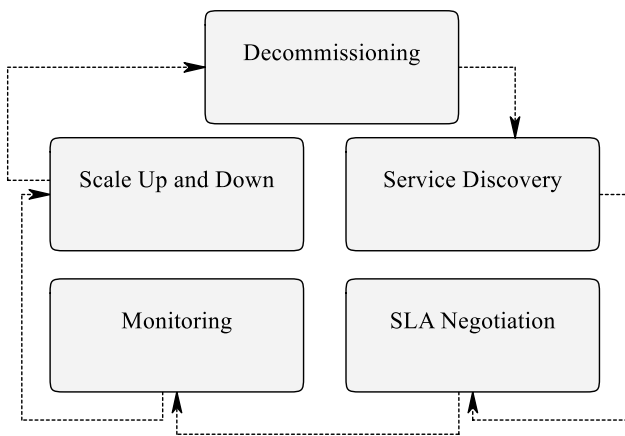 Decommissioning
Scale Up and Down
Service Discovery
Monitoring
SLA Negotiation